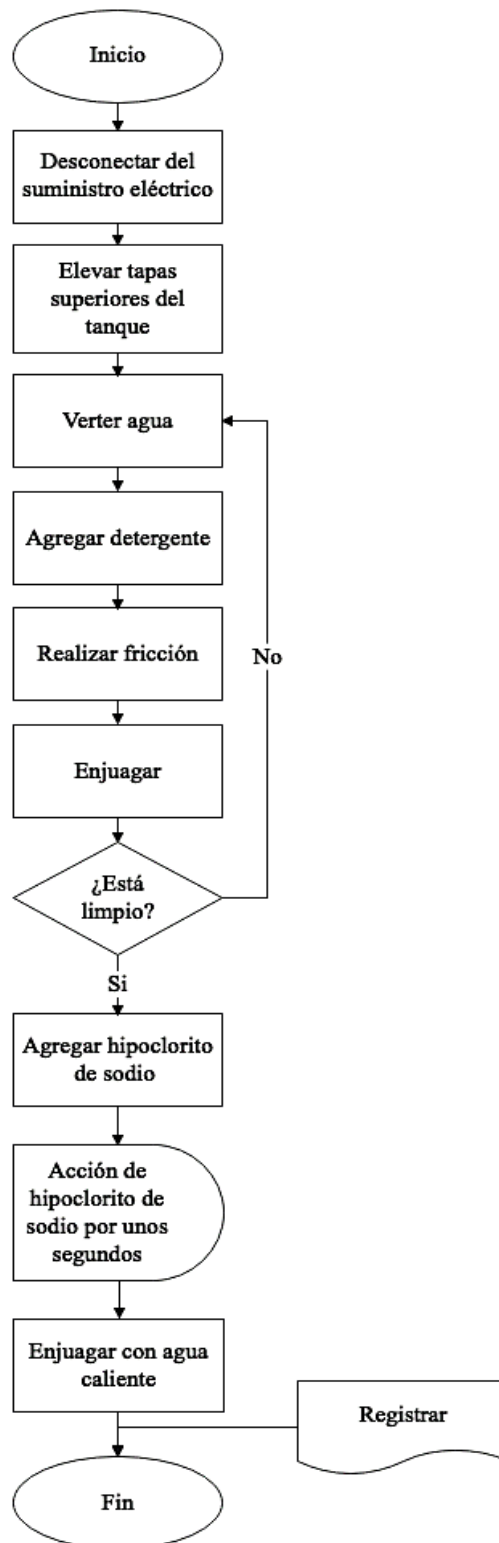 Inicio
Desconectar del
suministro eléctrico
Elevar tapas
superiores del
tanque
Verter agua
Agregar detergente
Realizar fricción
No
Enjuagar
¿Está
limpio?
Si
Agregar hipoclorito
de sodio
Acción de
hipoclorito de
sodio por unos
segundos
Enjuagar con agua
caliente
Registrar
Fin